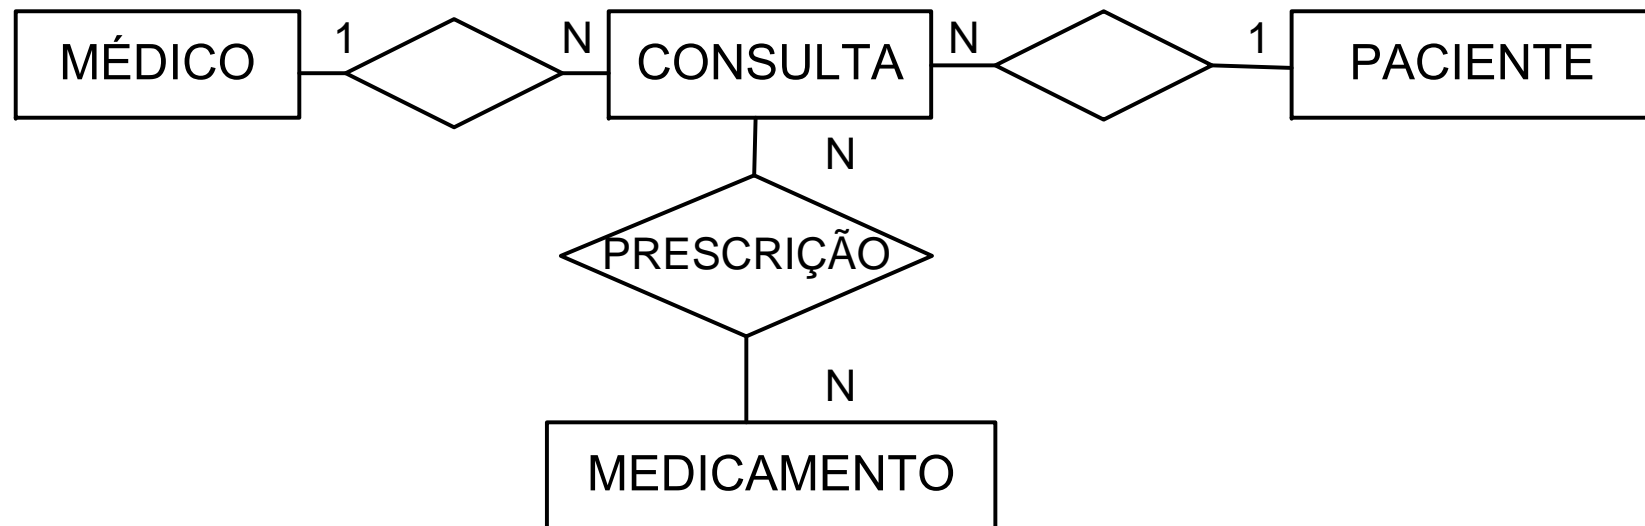 MÉDICO 1 N CONSULTA N 1 PACIENTE
N
PRESCRIÇÃO
N
MEDICAMENTO